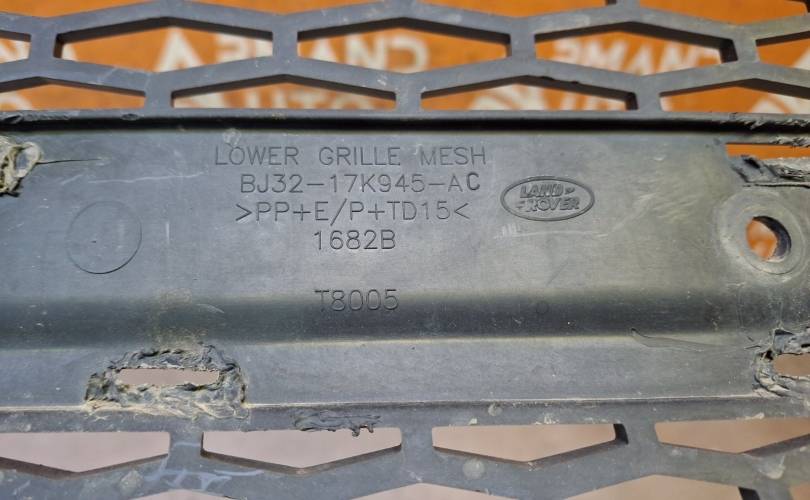 LOWER GRILLE MESH
BJ32-17K945-AC
>PP+E/P+TD15<
1682B
T8005
LAND
ROVER